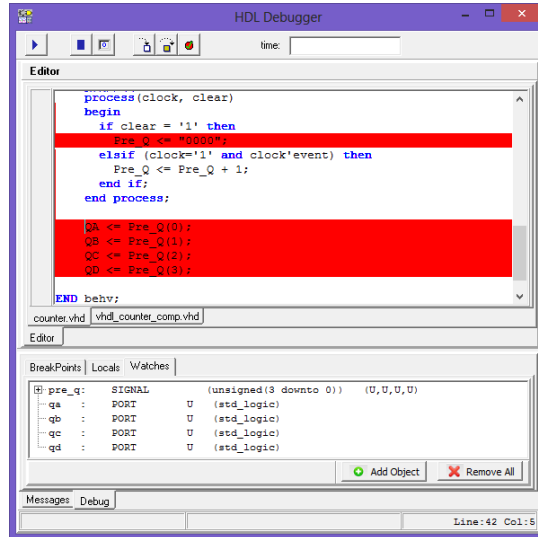 HDL Debugger
time:
Editor
process(clock, clear)
begin
if clear = '1' then
Pre_Q <= "0000";
elsif (clock='1' and clock'event) then
Pre_Q <= Pre_Q + 1;
end if;
end process;
QA <= Pre_Q(0);
QB <= Pre_Q(1);
QC <= Pre_Q(2);
QD <= Pre_Q(3);
END behv;
counter.vhd vhdl_counter_comp.vhd
Editor
BreakPoints Locals Watches
pre_q: SIGNAL (unsigned(3 downto 0)) (U,U,U,U)
qa : PORT U (std_logic)
qb : PORT U (std_logic)
qc : PORT U (std_logic)
qd : PORT U (std_logic)
Add Object Remove All
Messages Debug
Line:42 Col:5